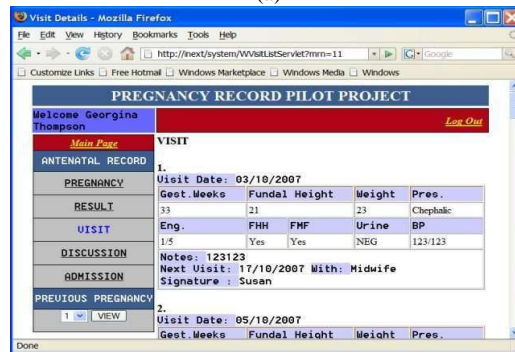 Visit Details - Mozilla Firefox
File Edit View History Bookmarks Tools Help
http://inext/system/WVisitListServlet?mrn=11
Google
Customize Links Free Hotmail Windows Marketplace Windows Media Windows
PREGNANCY RECORD PILOT PROJECT
Welcome Georgina Thompson
Log Out
Main Page
ANTENATAL RECORD
PREGNANCY
RESULT
VISIT
DISCUSSION
ADMISSION
PREVIOUS PREGNANCY
1 VIEW
VISIT
1.
Visit Date: 03/10/2007
Gest.Weeks Fundal Height Weight Pres.
33 21 23 Chephalic
Eng. FHH FMF Urine BP
1/5 Yes Yes NEG 123/123
Notes: 123123
Next Visit: 17/10/2007 With: Midwife
Signature : Susan
2.
Visit Date: 05/10/2007
Gest.Weeks Fundal Height Weight Pres.
Done